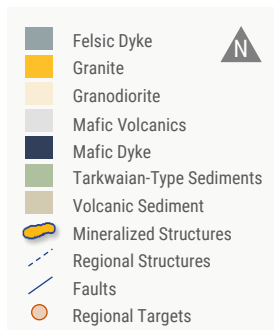 N
Felsic Dyke
Granite
Granodiorite
Mafic Volcanics
Mafic Dyke
Tarkwaian-Type Sediments
Volcanic Sediment
Mineralized Structures
Regional Structures
Faults
Regional Targets